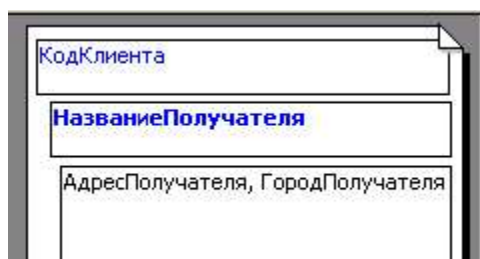 КодКлиента
НазваниеПолучателя
АдресПолучателя, ГородПолучателя